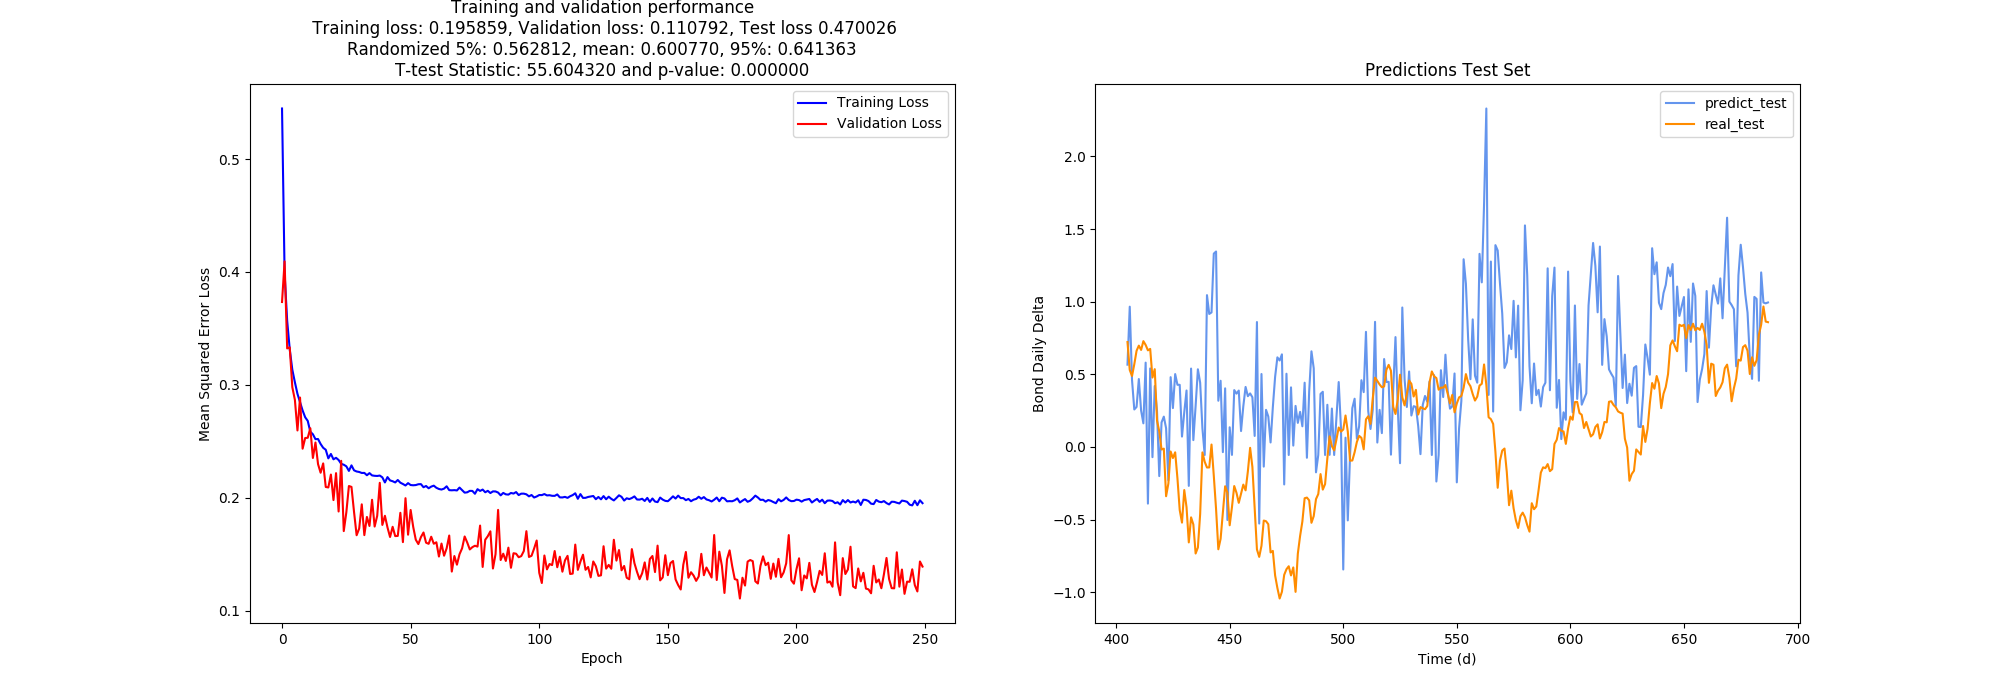 Training and validation performance
Training loss: 0.195859, Validation loss: 0.110792, Test loss 0.470026
Randomized 5%: 0.562812, mean: 0.600770, 95%: 0.641363
T-test Statistic: 55.604320 and p-value: 0.000000
Training Loss
Validation Loss
0.5
0.4
0.3
0.2
0.1
Mean Squared Error Loss
0
50
100
150
200
250
Epoch
Predictions Test Set
predict_test
real_test
2.0
1.5
1.0
0.5
0.0
−0.5
−1.0
Bond Daily Delta
400
450
500
550
600
650
700
Time (d)